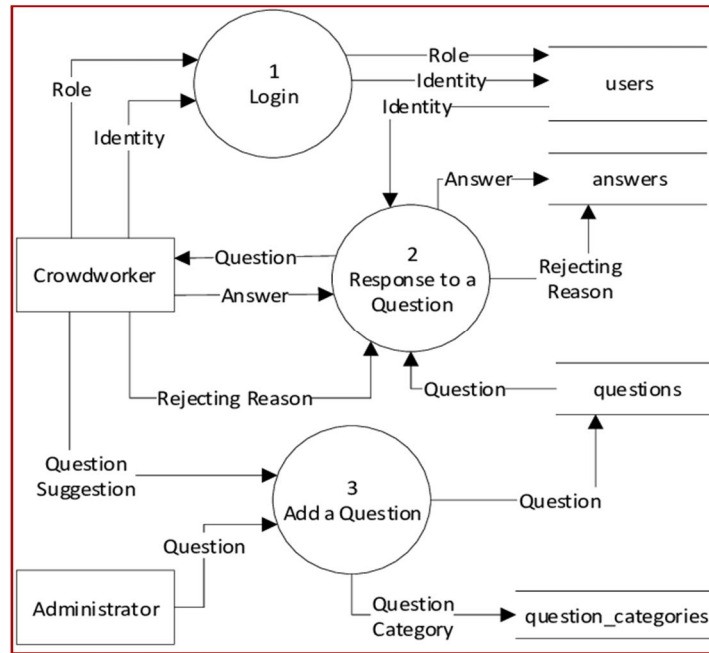 1
Login
Role
Identity
Role
Identity
Identity
users
Answer
answers
Crowdworker
Question
Answer
2
Response to a
Question
Rejecting
Reason
Rejecting Reason
Question
questions
Question
Suggestion
3
Add a Question
Question
Question
Administrator
Question
Category
question_categories